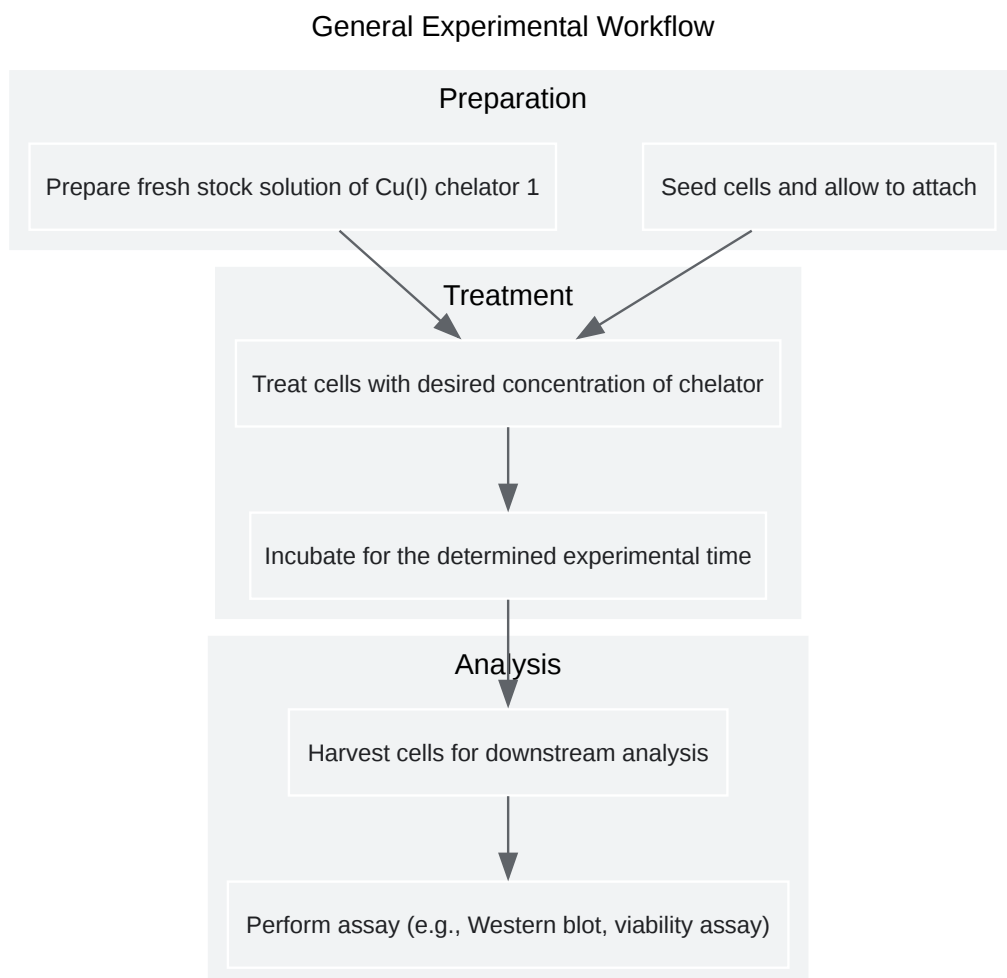 General Experimental Workflow
Preparation
Prepare fresh stock solution of Cu(I) chelator 1
Seed cells and allow to attach
Treatment
Treat cells with desired concentration of chelator
Incubate for the determined experimental time
Analysis
Harvest cells for downstream analysis
Perform assay (e.g., Western blot, viability assay)